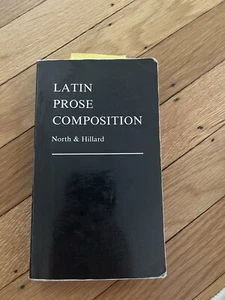 LATIN
PROSE
COMPOSITION
North & Hillard